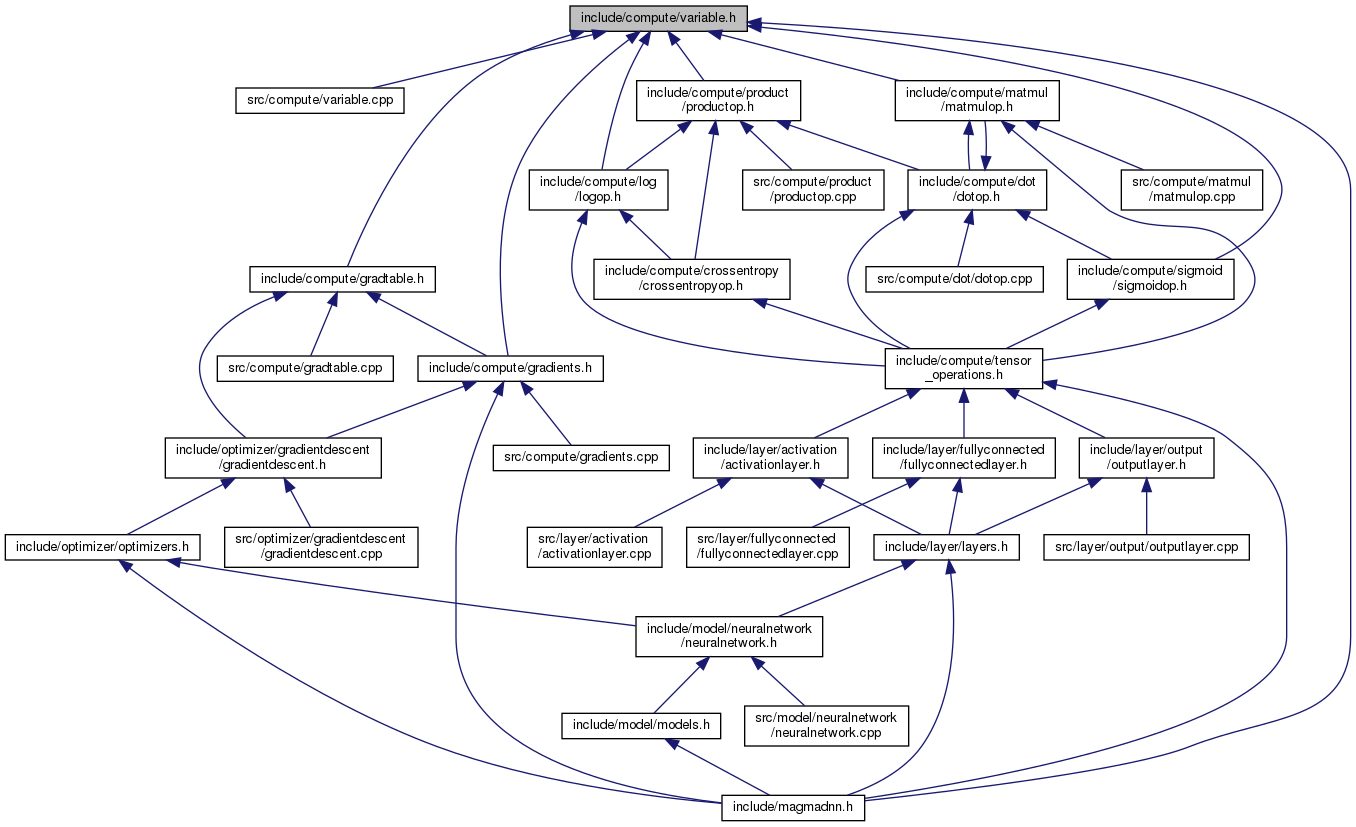 include/compute/variable.h
src/compute/variable.cpp
include/compute/product
/productop.h
include/compute/matmul
/matmulop.h
include/compute/log
/logop.h
src/compute/product
/productop.cpp
include/compute/dot
/dotop.h
src/compute/matmul
/matmulop.cpp
include/compute/gradtable.h
include/compute/crossentropy
/crossentropyop.h
src/compute/dot/dotop.cpp
include/compute/sigmoid
/sigmoidop.h
src/compute/gradtable.cpp
include/compute/gradients.h
include/compute/tensor
_operations.h
include/optimizer/gradientdescent
/gradientdescent.h
src/compute/gradients.cpp
include/layer/activation
/activationlayer.h
include/layer/fullyconnected
/fullyconnectedlayer.h
include/layer/output
/outputlayer.h
include/optimizer/optimizers.h
src/optimizer/gradientdescent
/gradientdescent.cpp
src/layer/activation
/activationlayer.cpp
src/layer/fullyconnected
/fullyconnectedlayer.cpp
include/layer/layers.h
src/layer/output/outputlayer.cpp
include/model/neuralnetwork
/neuralnetwork.h
include/model/models.h
src/model/neuralnetwork
/neuralnetwork.cpp
include/magmadnn.h